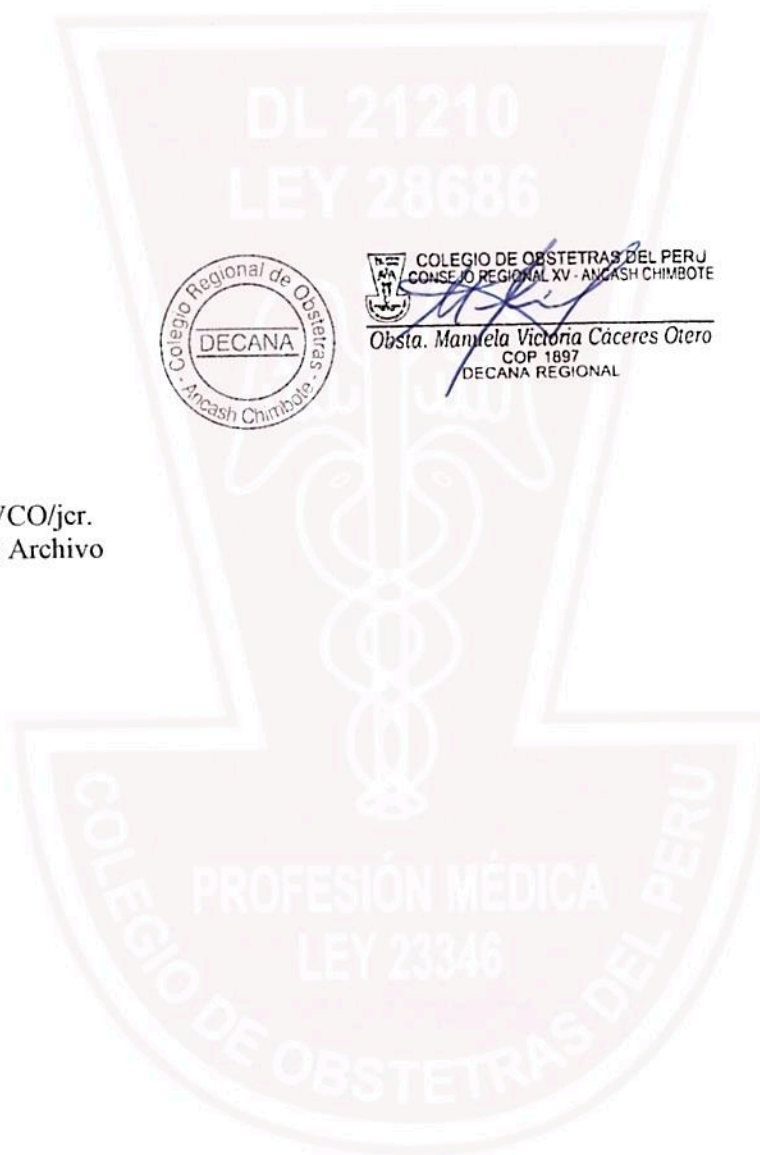 DL 21210
LEY 28686
Colegio Regional de Obstetras - Ancash Chimbote -
DECANA
COLEGIO DE OBSTETRAS DEL PERU
CONSEJO REGIONAL XV - ANCASH CHIMBOTE
Obsta. Manuela Victoria Cáceres Otero
COP 1897
DECANA REGIONAL
VCO/jcr.
Archivo
PROFESIÓN MÉDICA
LEY 23346
COLEGIO DE OBSTETRAS DEL PERU